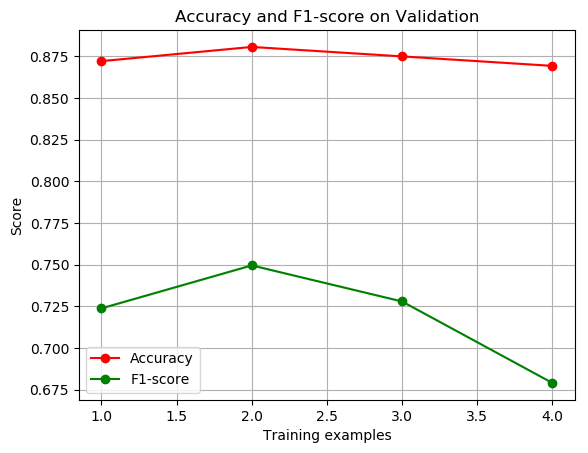 Accuracy and F1-score on Validation
Score
0.875
0.850
0.825
0.800
0.775
0.750
0.725
0.700
0.675
Accuracy
F1-score
1.0 1.5 2.0 2.5 3.0 3.5 4.0
Training examples